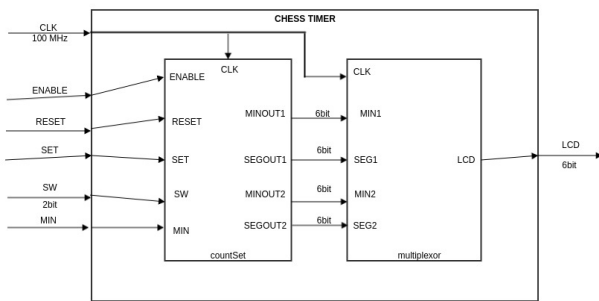 CHESS TIMER
CLK
100 MHz
ENABLE
RESET
SET
SW
2bit
MIN
CLK
ENABLE
RESET
SET
SW
MIN
MINOUT1
SEGOUT1
MINOUT2
SEGOUT2
countSet
6bit
6bit
6bit
6bit
CLK
MIN1
SEG1
MIN2
SEG2
LCD
multiplexor
LCD
6bit